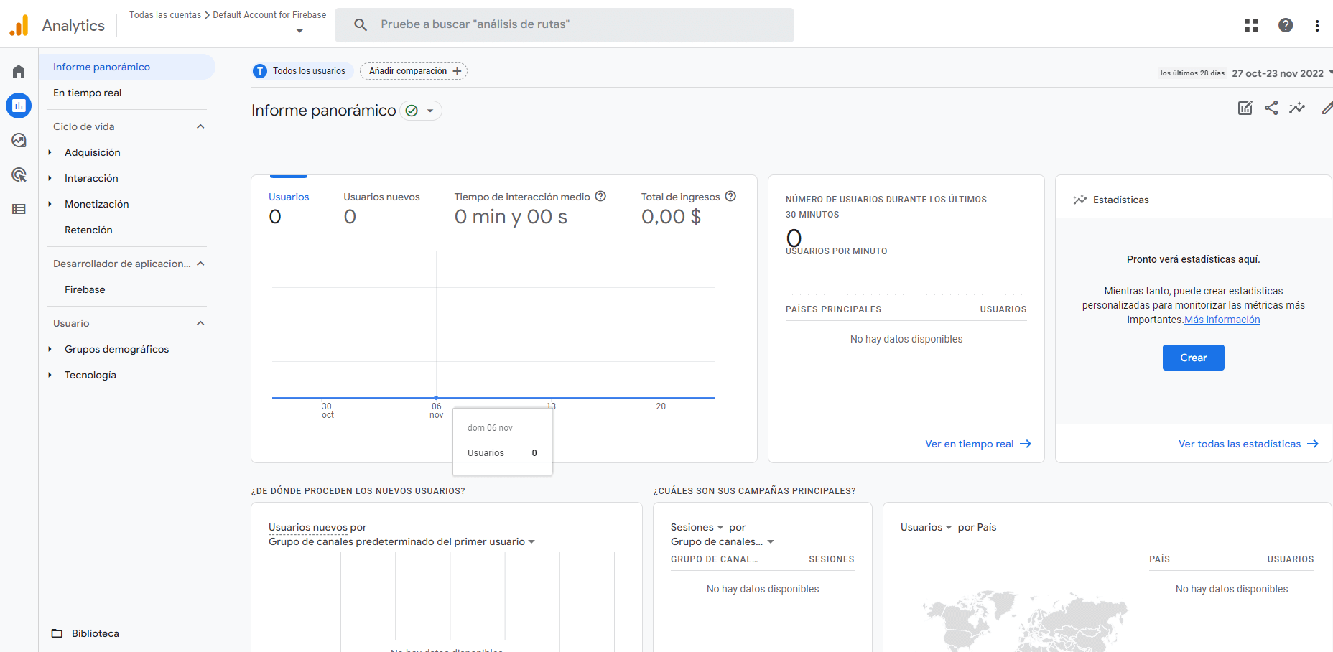 Analytics
Todas las cuentas > Default Account for Firebase
Pruebe a buscar "análisis de rutas"
Informe panorámico
En tiempo real
Ciclo de vida
Adquisición
Interacción
Monetización
Retención
Desarrollador de aplicacion...
Firebase
Usuario
Grupos demográficos
Tecnología
Biblioteca
T Todos los usuarios
Añadir comparación +
los últimos 28 días 27 oct-23 nov 2022
Informe panorámico
Usuarios
0
Usuarios nuevos
0
Tiempo de interacción medio
0 min y 00 s
Total de ingresos
0,00 $
30
oct
06
nov
13
20
dom 06 nov
Usuarios 0
NÚMERO DE USUARIOS DURANTE LOS ÚLTIMOS
30 MINUTOS
0
USUARIOS POR MINUTO
PAÍSES PRINCIPALES USUARIOS
No hay datos disponibles
Ver en tiempo real
Estadísticas
Pronto verá estadísticas aquí.
Mientras tanto, puede crear estadísticas
personalizadas para monitorizar las métricas más
importantes.Más información
Crear
Ver todas las estadísticas
¿DE DÓNDE PROCEDEN LOS NUEVOS USUARIOS?
Usuarios nuevos por
Grupo de canales predeterminado del primer usuario
No hay datos disponibles
¿CUÁLES SON SUS CAMPAÑAS PRINCIPALES?
Sesiones por
Grupo de canales...
GRUPO DE CANAL... SESIONES
No hay datos disponibles
Usuarios por País
PAÍS USUARIOS
No hay datos disponibles